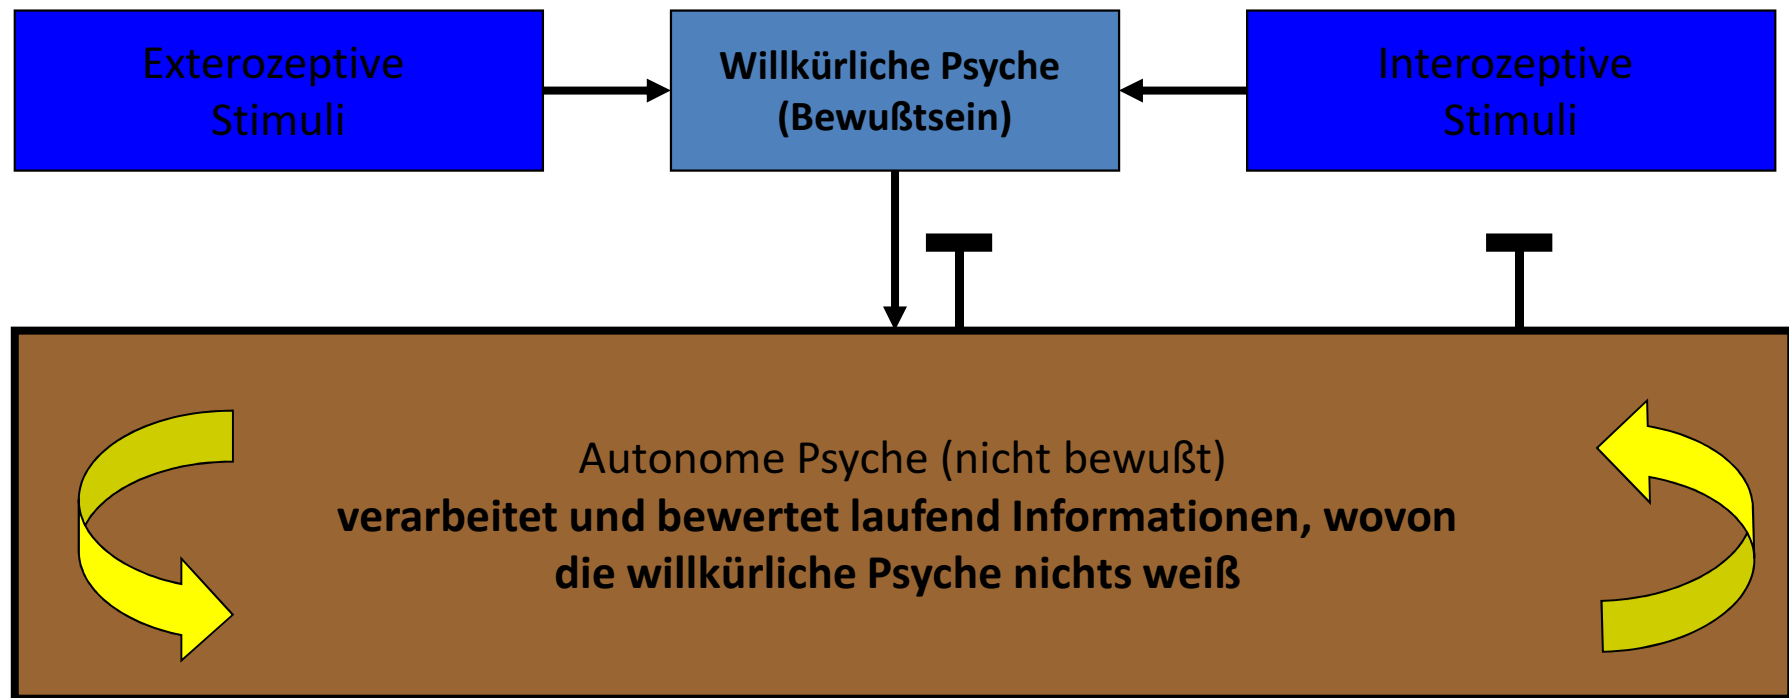 Exterozeptive
Stimuli
Willkürliche Psyche
(Bewußtsein)
Interozeptive
Stimuli
Autonome Psyche (nicht bewußt)
verarbeitet und bewertet laufend Informationen, wovon
die willkürliche Psyche nichts weiß